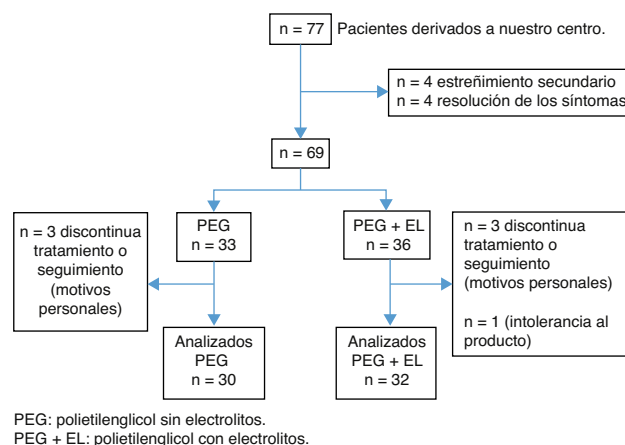 n = 77
Pacientes derivados a nuestro centro.
n = 4 estreñimiento secundario
n = 4 resolución de los síntomas
n = 69
n = 3 discontinua
tratamiento o
seguimiento
(motivos
personales)
PEG
n = 33
PEG + EL
n = 36
n = 3 discontinua
tratamiento o
seguimiento
(motivos personales)
n = 1 (intolerancia al
producto)
Analizados
PEG
n = 30
Analizados
PEG + EL
n = 32
PEG: polietilenglicol sin electrolitos.
PEG + EL: polietilenglicol con electrolitos.